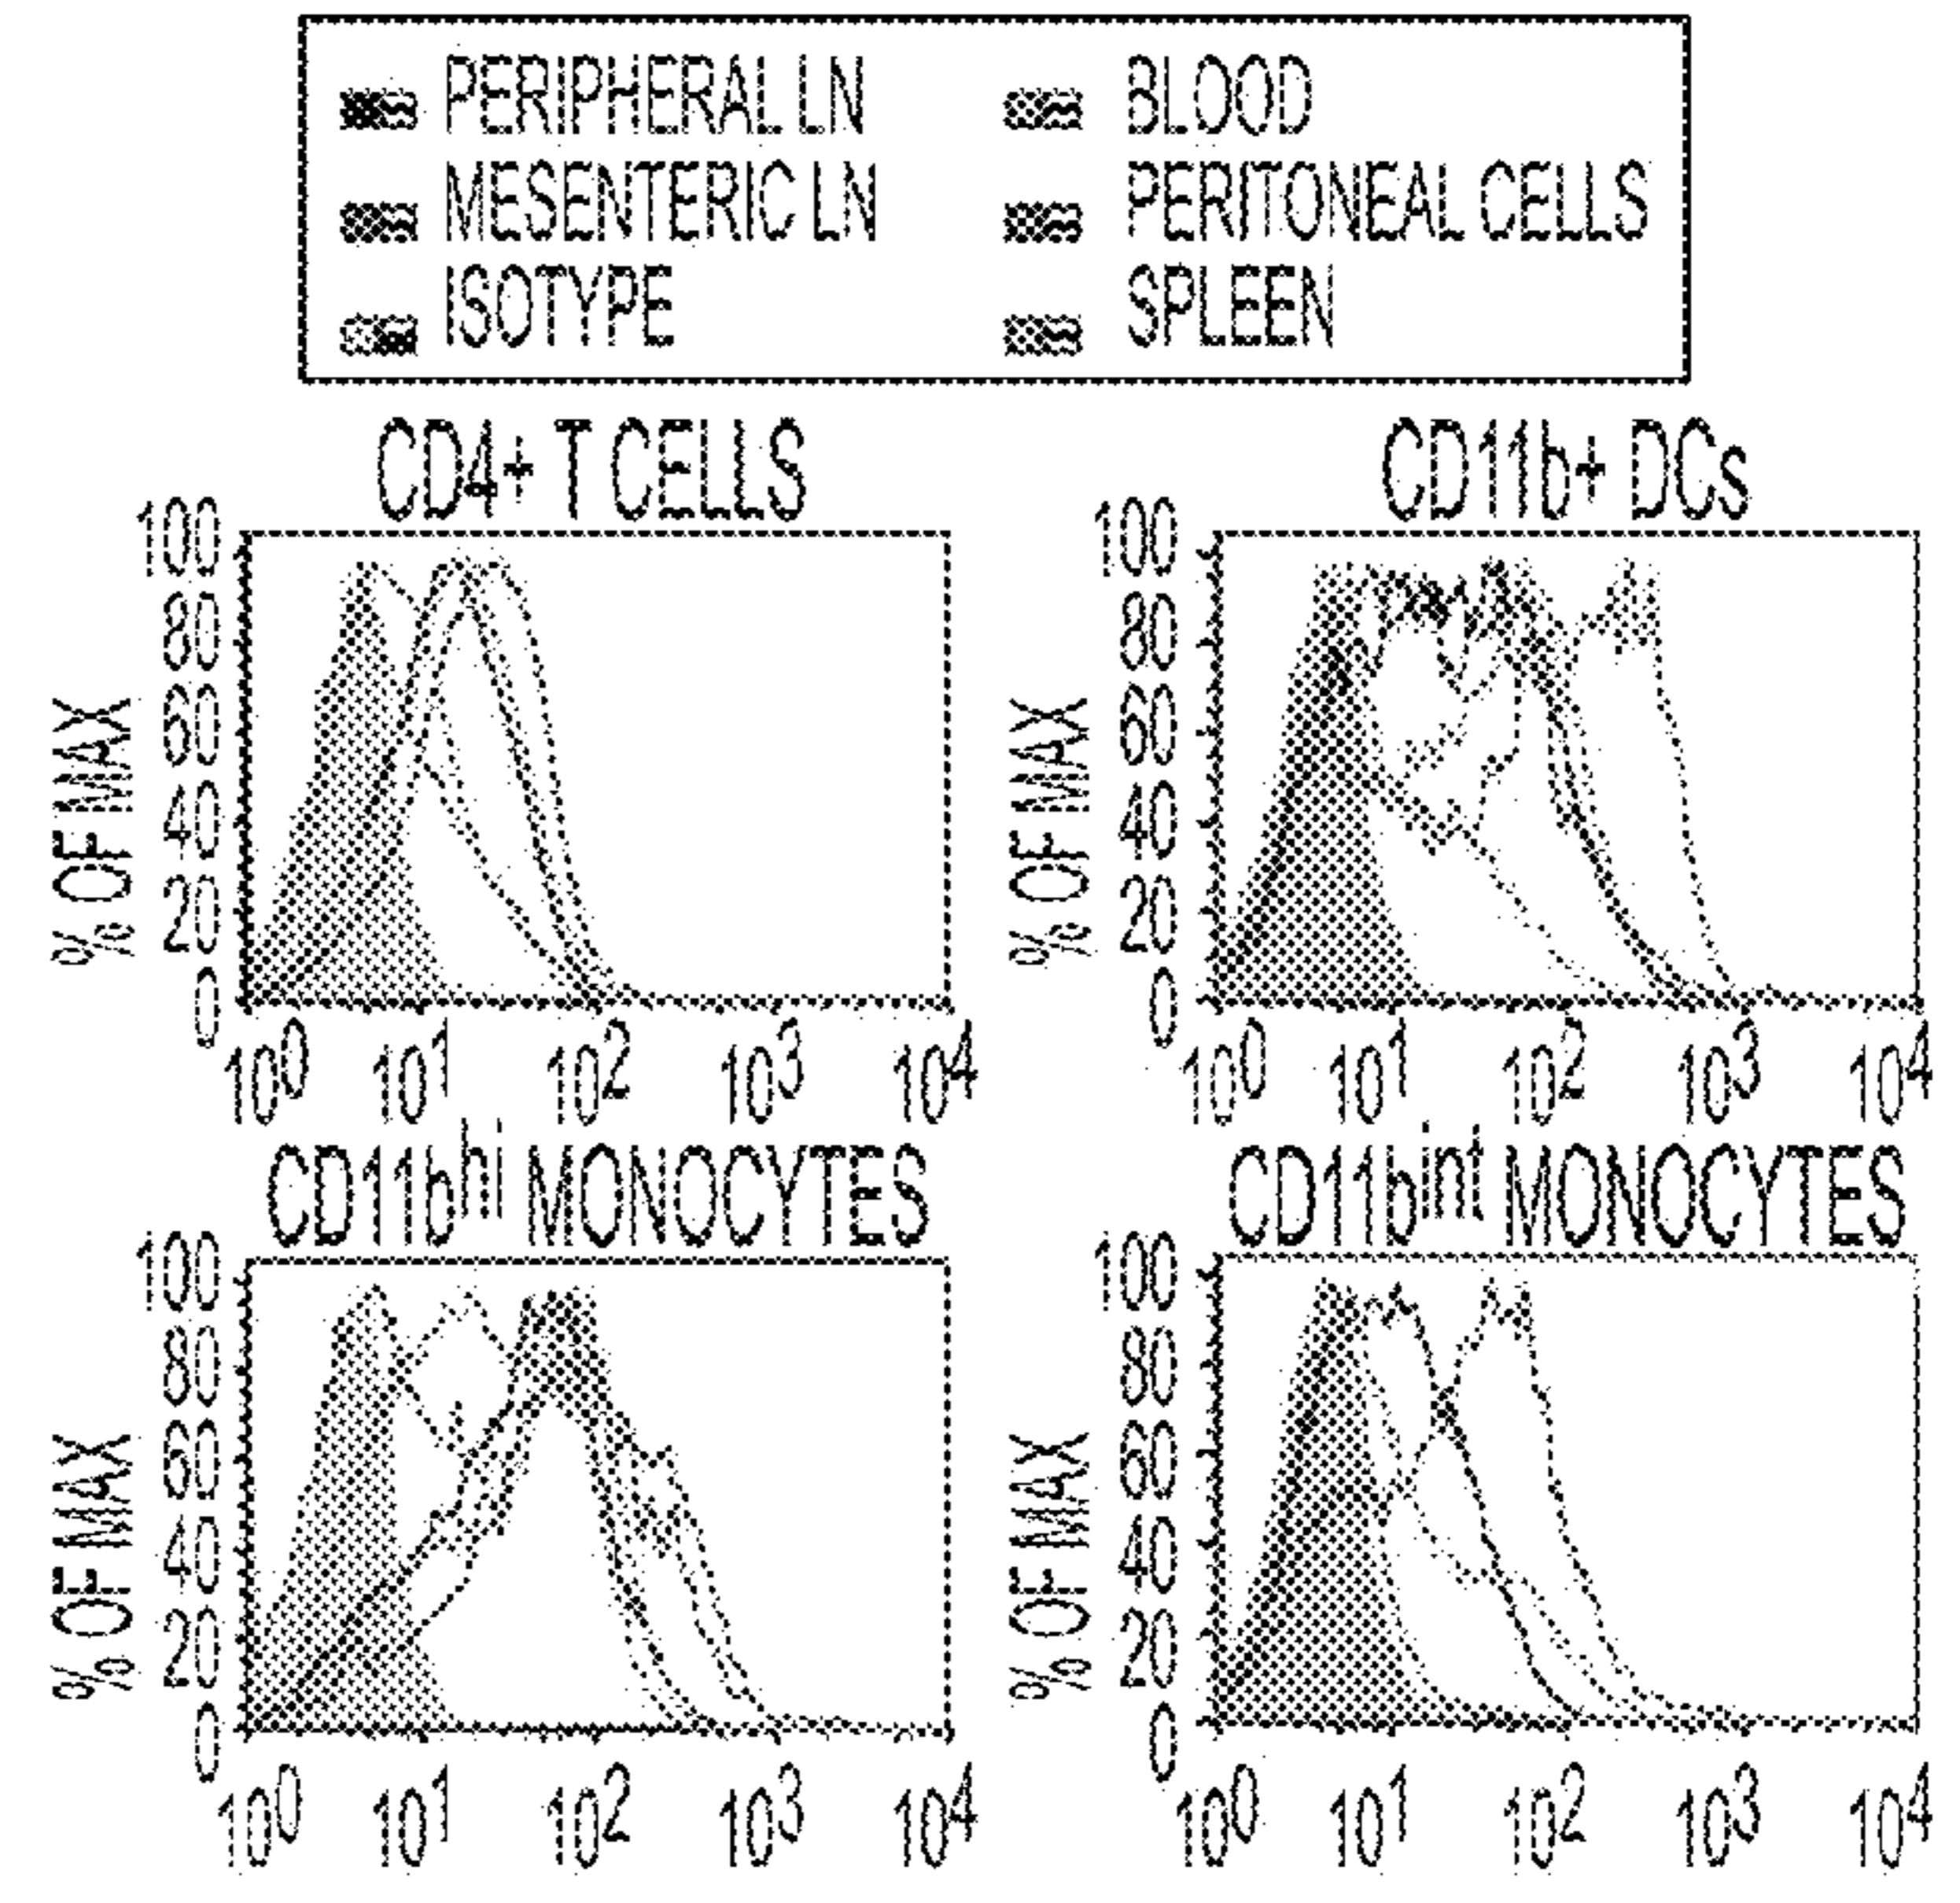 PERIPHERAL LN BLOOD
MESENTERIC LN PERITONEAL CELLS
ISOTYPE SPLEEN
CD4+ T CELLS CD11b+ DCs
% OF MAX
100
80
60
40
20
0
10^0 10^1 10^2 10^3 10^4
% OF MAX
100
80
60
40
20
0
10^0 10^1 10^2 10^3 10^4
CD11b^hi MONOCYTES CD11b^int MONOCYTES
% OF MAX
100
80
60
40
20
0
10^0 10^1 10^2 10^3 10^4
% OF MAX
100
80
60
40
20
0
10^0 10^1 10^2 10^3 10^4